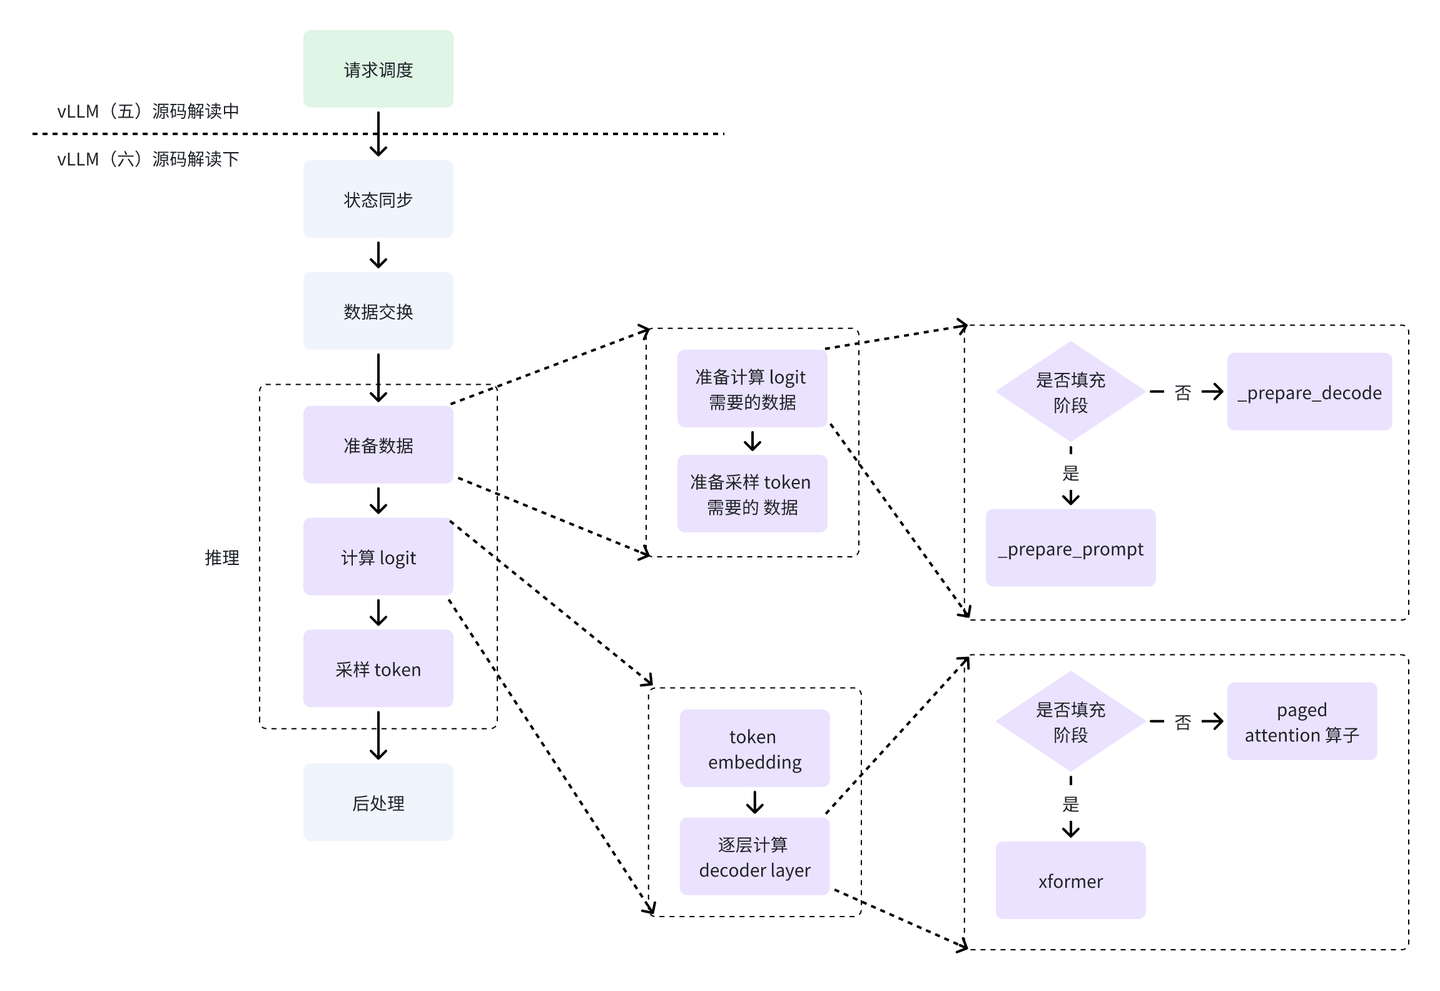 请求调度
vLLM（五）源码解读中
vLLM（六）源码解读下
状态同步
数据交换
推理
准备数据
计算 logit
采样 token
后处理
准备计算 logit
需要的数据
准备采样 token
需要的 数据
是否填充
阶段
否
_prepare_decode
是
_prepare_prompt
token
embedding
逐层计算
decoder layer
是否填充
阶段
否
paged
attention 算子
是
xformer